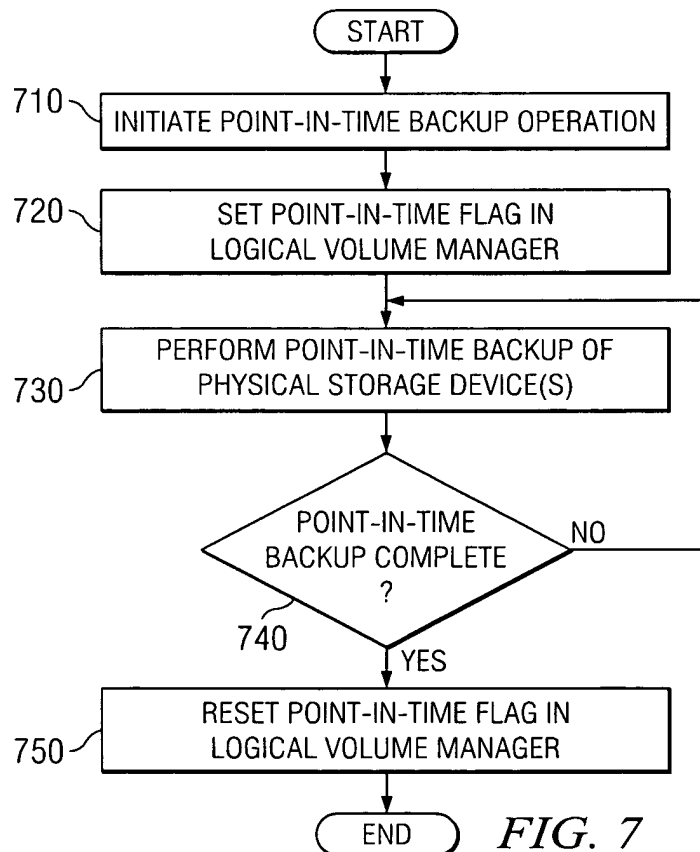 START
710
INITIATE POINT-IN-TIME BACKUP OPERATION
720
SET POINT-IN-TIME FLAG IN
LOGICAL VOLUME MANAGER
730
PERFORM POINT-IN-TIME BACKUP OF
PHYSICAL STORAGE DEVICE(S)
POINT-IN-TIME
BACKUP COMPLETE
?
NO
740
YES
750
RESET POINT-IN-TIME FLAG IN
LOGICAL VOLUME MANAGER
END
FIG. 7